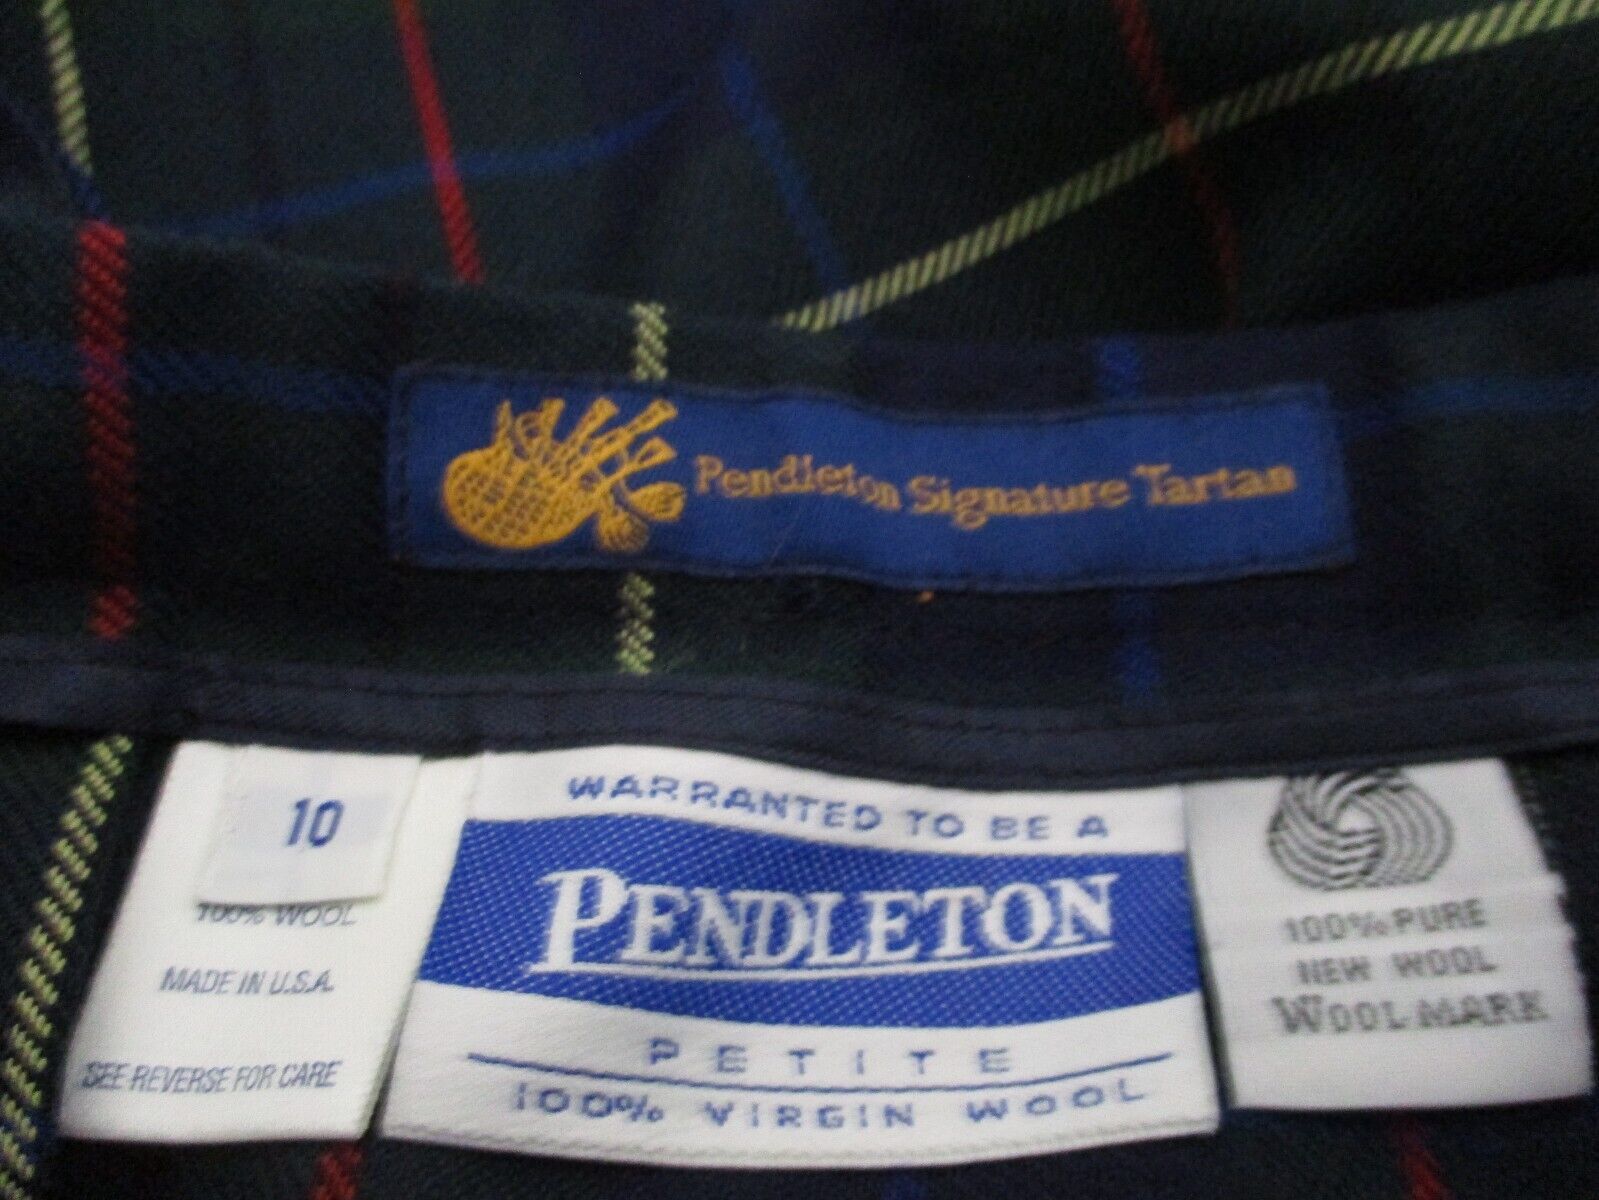 Pendleton Signature Tartan
10
100% WOOL
MADE IN U.S.A.
SEE REVERSE FOR CARE
WARRANTED TO BE A
PENDLETON
PETITE
100% VIRGIN WOOL
100% PURE
NEW WOOL
WOOLMARK